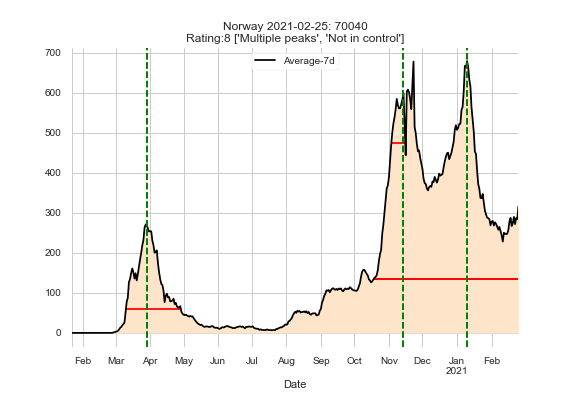 Norway 2021-02-25: 70040
Rating:8 ['Multiple peaks', 'Not in control']
Average-7d
700
600
500
400
300
200
100
0
Feb Mar Apr May Jun Jul Aug Sep Oct Nov Dec Jan Feb
2021
Date